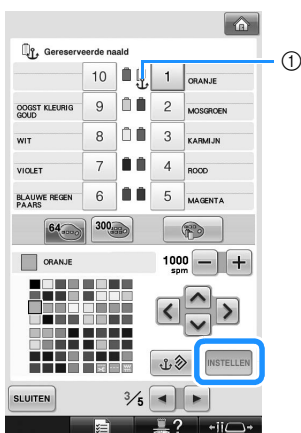 Gereserveerde naald
①
10 1 ORANJE
OOGST KLEURIG
GOUD
9 2 MOSGROEN
WIT 8 3 KARMIJN
VIOLET 7 4 ROOD
BLAUWE REGEN
PAARS
6 5 MAGENTA
64 300
ORANJE 1000
spm
− +
INSTELLEN
SLUITEN 3/5
?